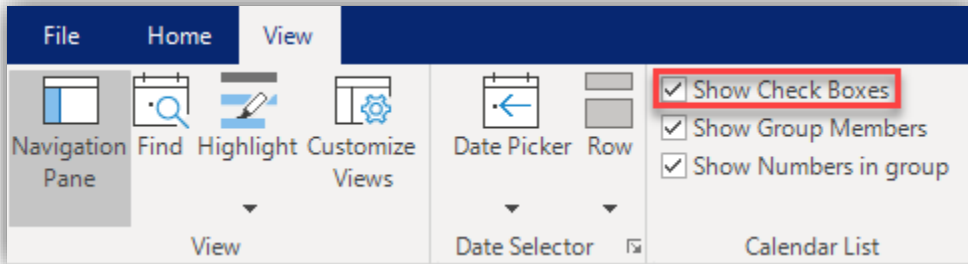 File Home View
Navigation Pane
Find
Highlight
Customize Views
Date Picker
Row
Show Check Boxes
Show Group Members
Show Numbers in group
View
Date Selector
Calendar List